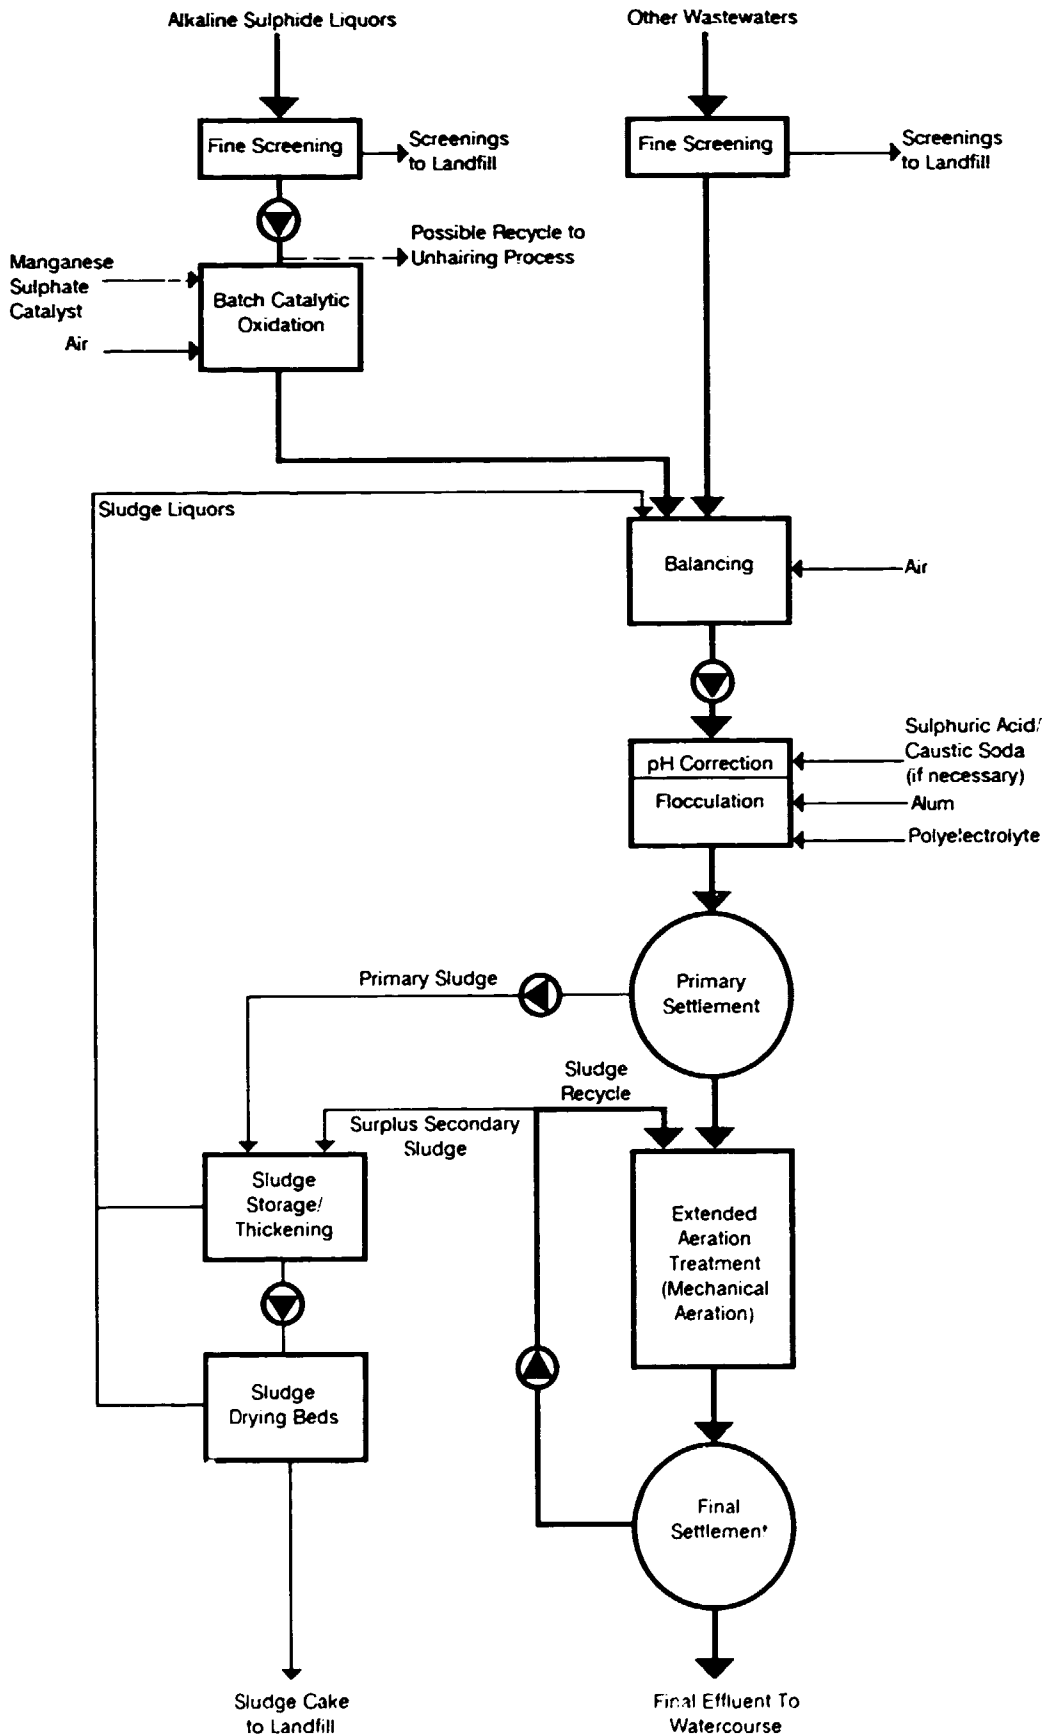 Alkaline Sulphide Liquors
Other Wastewaters
Fine Screening
Screenings
to Landfill
Fine Screening
Screenings
to Landfill
Possible Recycle to
Unhairing Process
Manganese
Sulphate
Catalyst
Air
Batch Catalytic
Oxidation
Sludge Liquors
Balancing
Air
pH Correction
Flocculation
Sulphuric Acid/
Caustic Soda
(if necessary)
Alum
Polyelectrolyte
Primary Sludge
Primary
Settlement
Sludge
Recycle
Surplus Secondary
Sludge
Sludge
Storage/
Thickening
Extended
Aeration
Treatment
(Mechanical
Aeration)
Sludge
Drying Beds
Final
Settlement
Sludge Cake
to Landfill
Final Effluent To
Watercourse